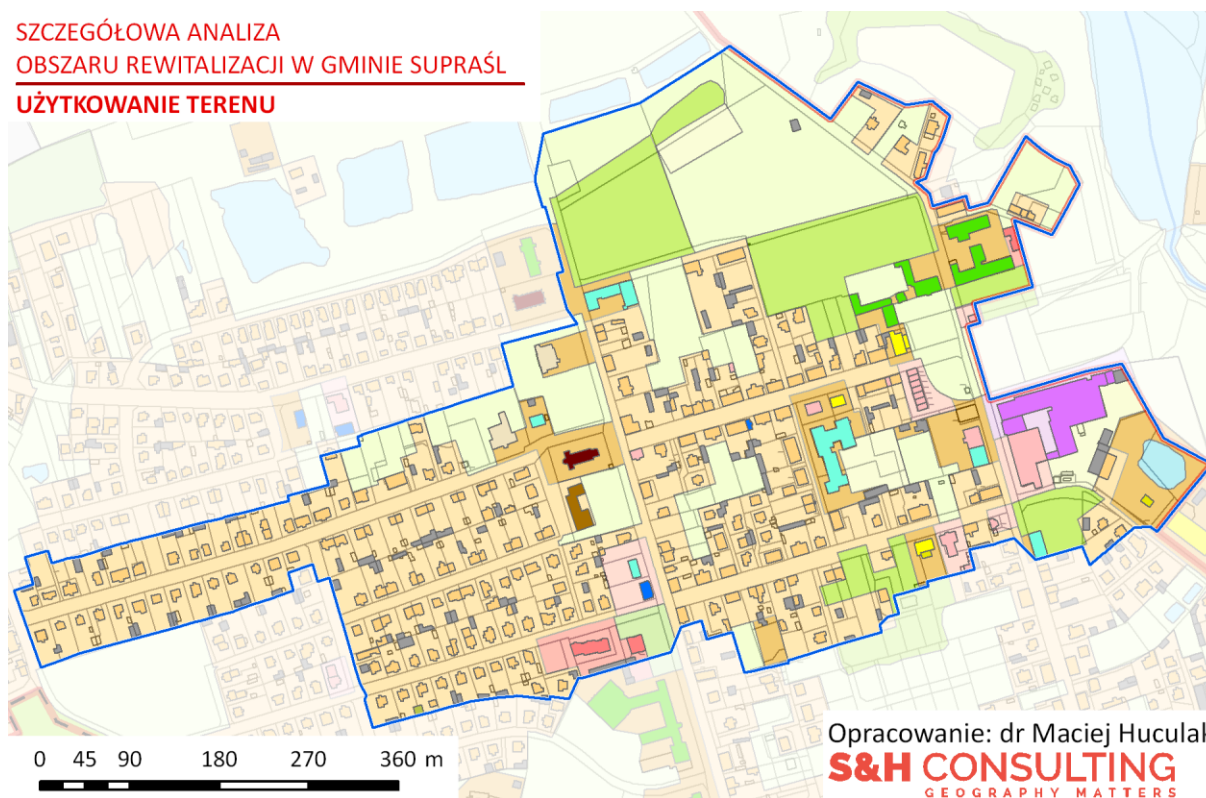 SZCZEGÓŁOWA ANALIZA
OBSZARU REWITALIZACJI W GMINIE SUPRAŚL
UŻYTKOWANIE TERENU
0 45 90 180 270 360 m
Opracowanie: dr Maciej Huculak
S&H CONSULTING
GEOGRAPHY MATTERS